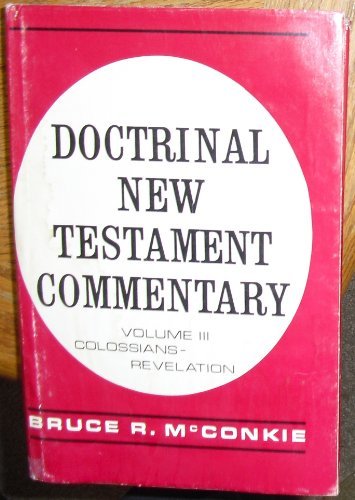 DOCTRINAL
NEW
TESTAMENT
COMMENTARY
VOLUME III
COLOSSIANS-
REVELATION
BRUCE R. McCONKIE